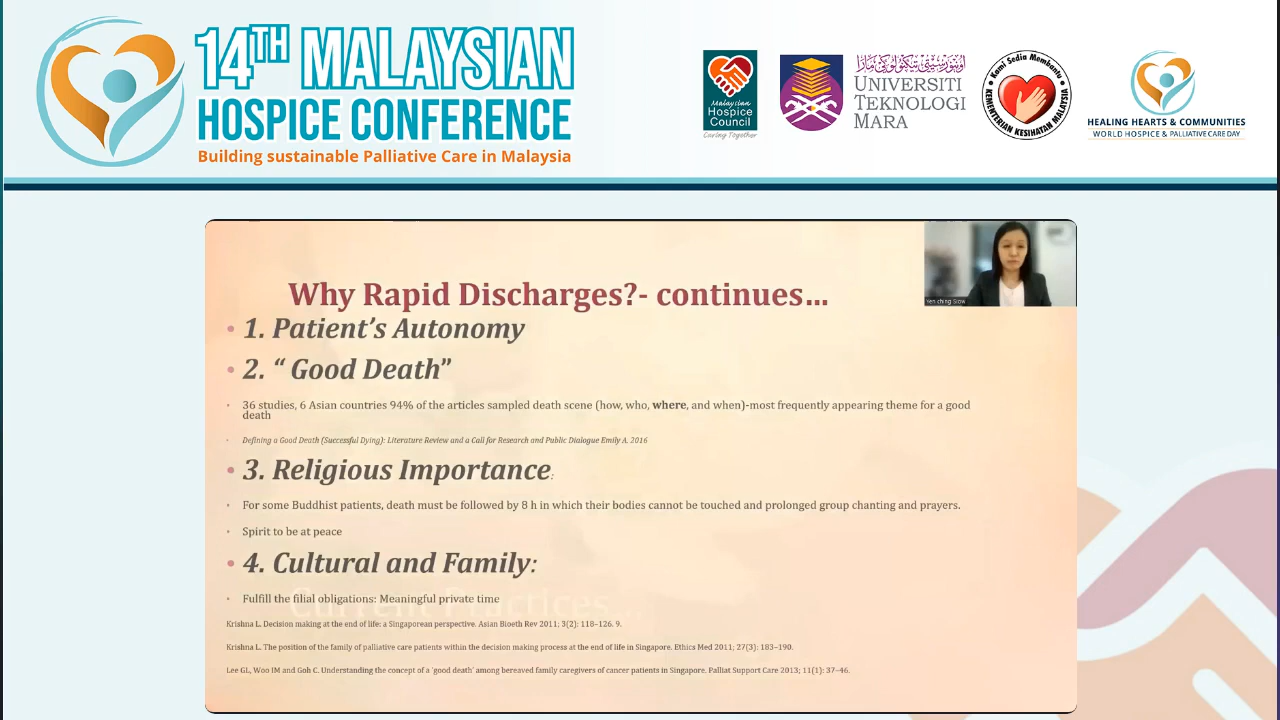 14TH MALAYSIAN
HOSPICE CONFERENCE
Building sustainable Palliative Care in Malaysia
Malaysian
Hospice
Council
Caring Together
UNIVERSITI
TEKNOLOGI
MARA
Kami Sedia Membantu
KEMENTERIAN KESIHATAN MALAYSIA
HEALING HEARTS & COMMUNITIES
WORLD HOSPICE & PALLIATIVE CARE DAY
Yen ching Siow
Why Rapid Discharges?- continues...
• 1. Patient’s Autonomy
• 2. “ Good Death”
• 36 studies, 6 Asian countries 94% of the articles sampled death scene (how, who, where, and when)-most frequently appearing theme for a good
death
• Defining a Good Death (Successful Dying): Literature Review and a Call for Research and Public Dialogue Emily A. 2016
• 3. Religious Importance:
• For some Buddhist patients, death must be followed by 8 h in which their bodies cannot be touched and prolonged group chanting and prayers.
• Spirit to be at peace
• 4. Cultural and Family:
• Fulfill the filial obligations: Meaningful private time
Current Practices...
Krishna L. Decision making at the end of life: a Singaporean perspective. Asian Bioeth Rev 2011; 3(2): 118–126. 9.
Krishna L. The position of the family of palliative care patients within the decision making process at the end of life in Singapore. Ethics Med 2011; 27(3): 183–190.
Lee GL, Woo IM and Goh C. Understanding the concept of a ‘good death’ among bereaved family caregivers of cancer patients in Singapore. Palliat Support Care 2013; 11(1): 37–46.